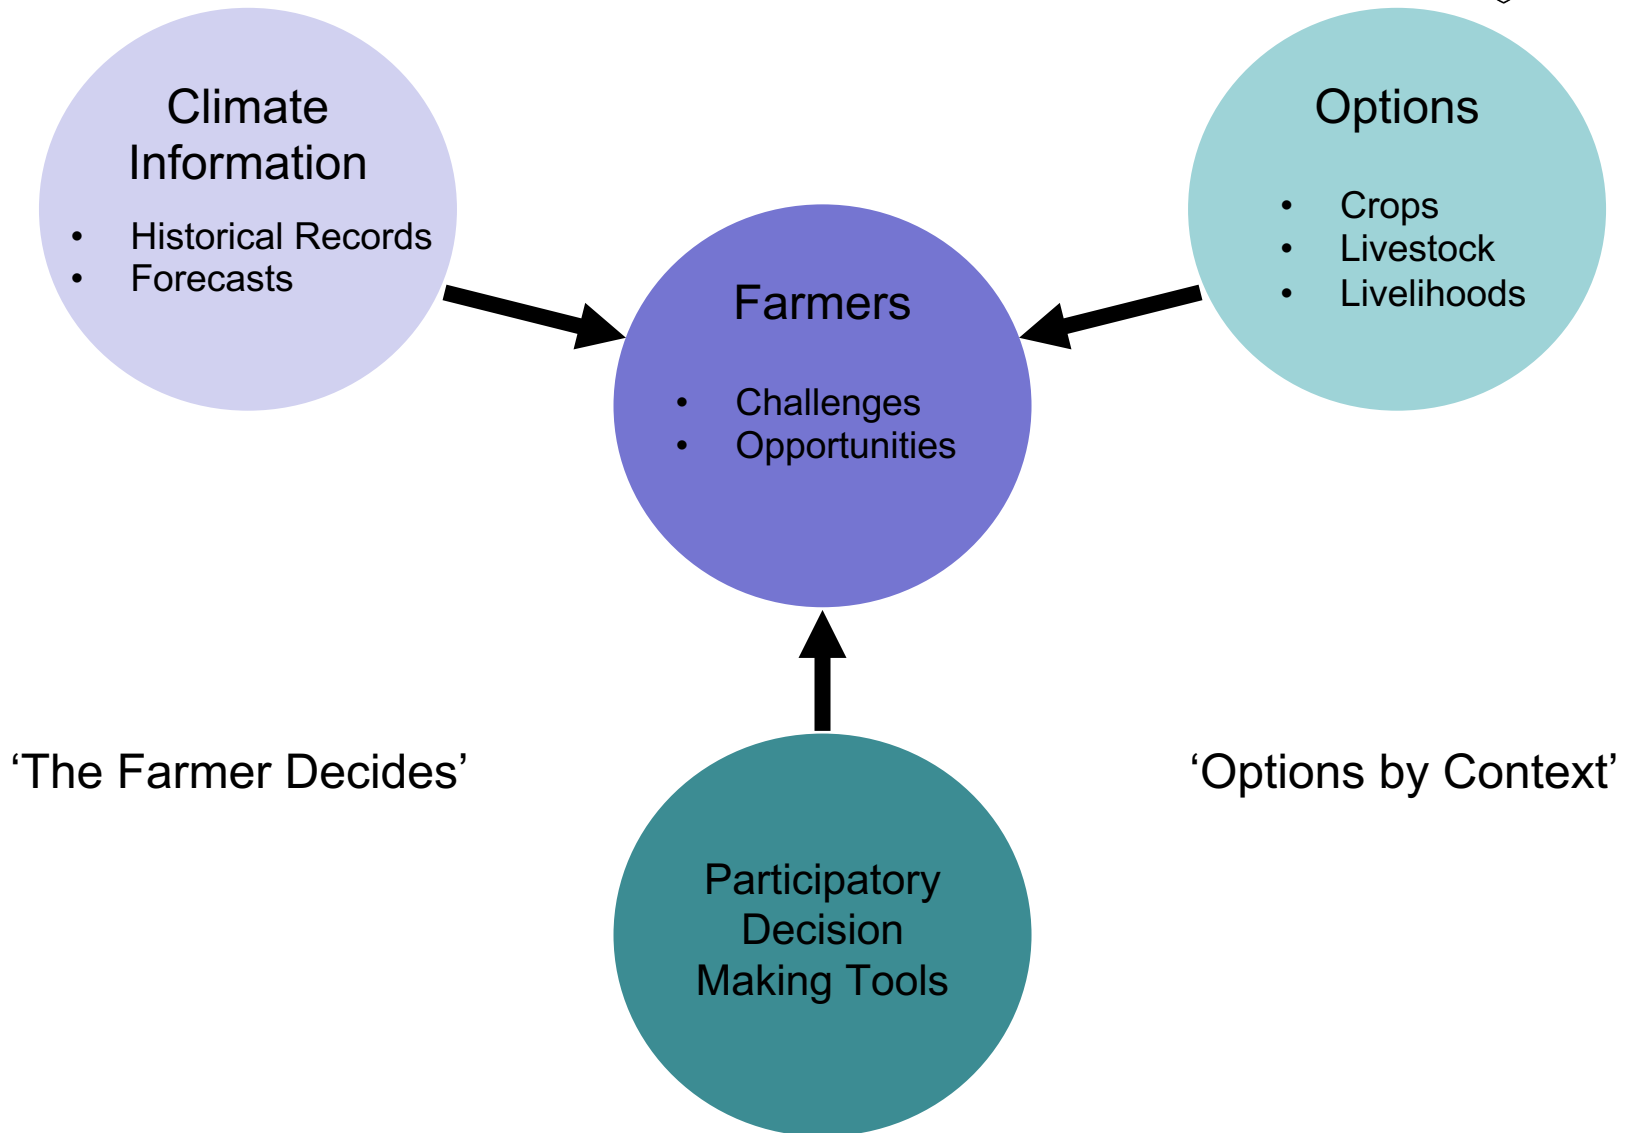 Climate
Information
• Historical Records
• Forecasts
Options
• Crops
• Livestock
• Livelihoods
Farmers
• Challenges
• Opportunities
‘The Farmer Decides’
‘Options by Context’
Participatory
Decision
Making Tools